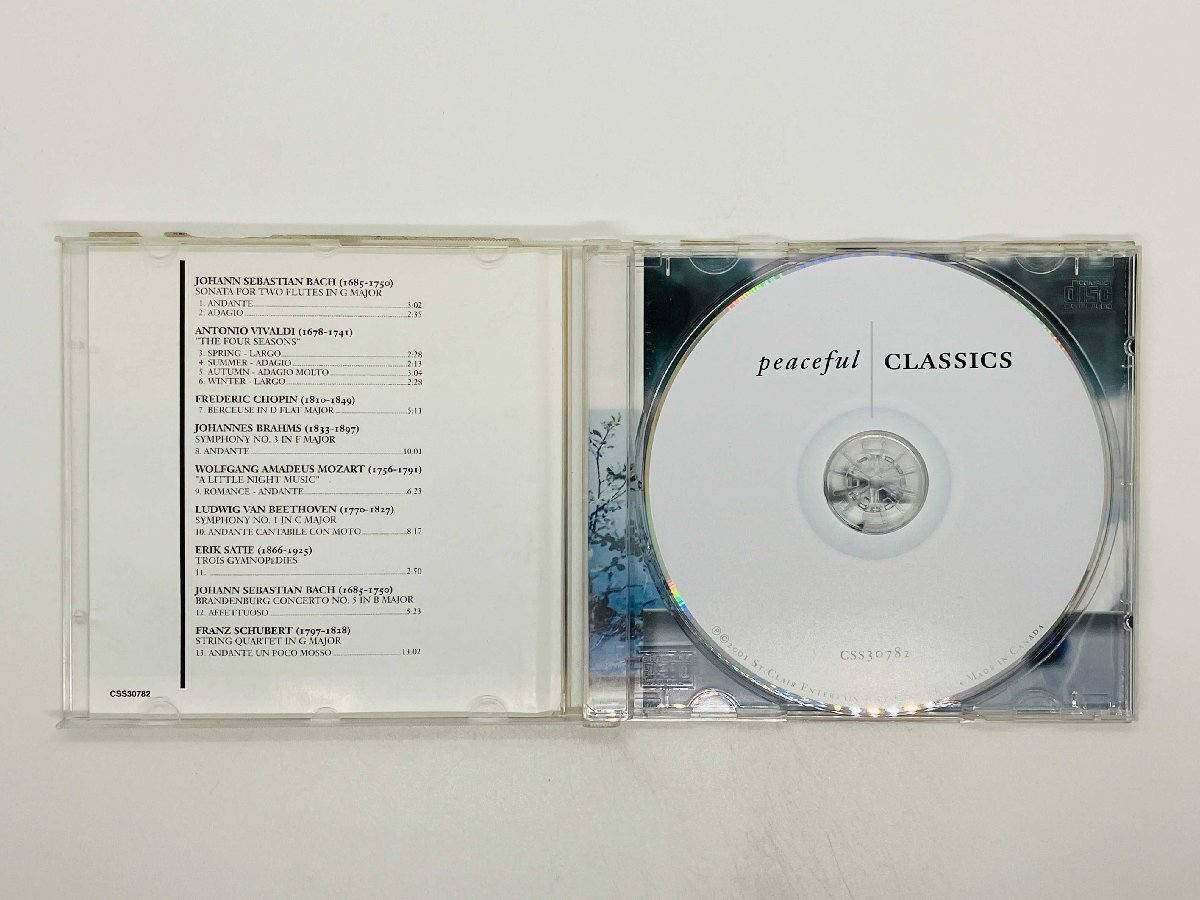 JOHANN SEBASTIAN BACH (1685-1750)
SONATA FOR TWO FLUTES IN G MAJOR
1. ANDANTE 3:02
2. ADAGIO 2:35
ANTONIO VIVALDI (1678-1741)
"THE FOUR SEASONS"
3. SPRING - LARGO 2:28
4. SUMMER - ADAGIO 2:13
5. AUTUMN - ADAGIO MOLTO 3:04
6. WINTER - LARGO 2:28
FREDERIC CHOPIN (1810-1849)
7. BERCEUSE IN D FLAT MAJOR 5:11
JOHANNES BRAHMS (1833-1897)
SYMPHONY NO. 3 IN F MAJOR
8. ANDANTE 10:01
WOLFGANG AMADEUS MOZART (1756-1791)
"A LITTLE NIGHT MUSIC"
9. ROMANCE - ANDANTE 6:23
LUDWIG VAN BEETHOVEN (1770-1827)
SYMPHONY NO. 1 IN C MAJOR
10. ANDANTE CANTABILE CON MOTO 8:17
ERIK SATIE (1866-1925)
TROIS GYMNOPéDIES
11. 2:50
JOHANN SEBASTIAN BACH (1685-1750)
BRANDENBURG CONCERTO NO. 5 IN B MAJOR
12. AFFETTUOSO 5:23
FRANZ SCHUBERT (1797-1828)
STRING QUARTET IN G MAJOR
13. ANDANTE UN POCO MOSSO 13:02
CSS30782
COMPACT
disc
peaceful CLASSICS
CSS30782
℗©2001 ST. CLAIR • MADE IN CANADA